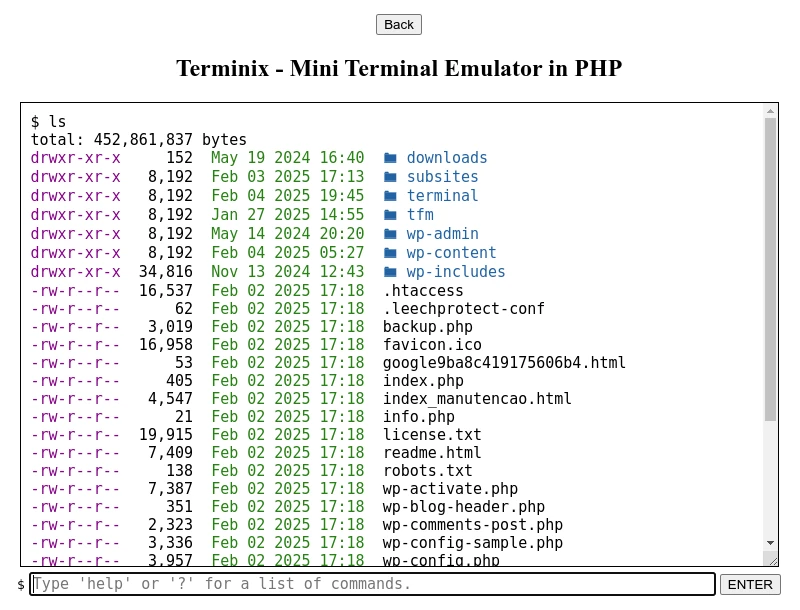 Back
Terminix - Mini Terminal Emulator in PHP
$ ls
total: 452,861,837 bytes
drwxr-xr-x 152 May 19 2024 16:40 downloads
drwxr-xr-x 8,192 Feb 03 2025 17:13 subsites
drwxr-xr-x 8,192 Feb 04 2025 19:45 terminal
drwxr-xr-x 8,192 Jan 27 2025 14:55 tfm
drwxr-xr-x 8,192 May 14 2024 20:20 wp-admin
drwxr-xr-x 8,192 Feb 04 2025 05:27 wp-content
drwxr-xr-x 34,816 Nov 13 2024 12:43 wp-includes
-rw-r--r-- 16,537 Feb 02 2025 17:18 .htaccess
-rw-r--r-- 62 Feb 02 2025 17:18 .leechprotect-conf
-rw-r--r-- 3,019 Feb 02 2025 17:18 backup.php
-rw-r--r-- 16,958 Feb 02 2025 17:18 favicon.ico
-rw-r--r-- 53 Feb 02 2025 17:18 google9ba8c419175606b4.html
-rw-r--r-- 405 Feb 02 2025 17:18 index.php
-rw-r--r-- 4,547 Feb 02 2025 17:18 index_manutencao.html
-rw-r--r-- 21 Feb 02 2025 17:18 info.php
-rw-r--r-- 19,915 Feb 02 2025 17:18 license.txt
-rw-r--r-- 7,409 Feb 02 2025 17:18 readme.html
-rw-r--r-- 138 Feb 02 2025 17:18 robots.txt
-rw-r--r-- 7,387 Feb 02 2025 17:18 wp-activate.php
-rw-r--r-- 351 Feb 02 2025 17:18 wp-blog-header.php
-rw-r--r-- 2,323 Feb 02 2025 17:18 wp-comments-post.php
-rw-r--r-- 3,336 Feb 02 2025 17:18 wp-config-sample.php
-rw-r--r-- 3,957 Feb 02 2025 17:18 wp-config.php
$ Type 'help' or '?' for a list of commands. ENTER